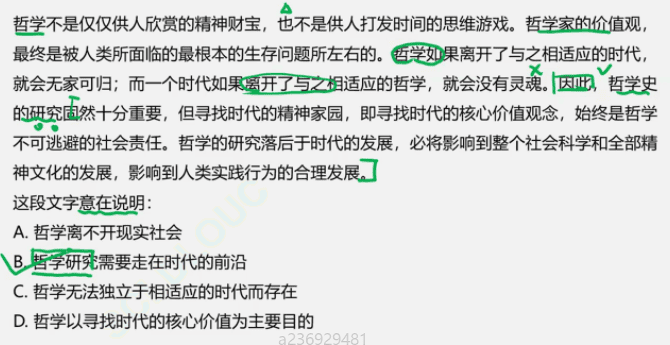 哲学不是仅仅供人欣赏的精神财宝，也不是供人打发时间的思维游戏。哲学家的价值观，
最终是被人类所面临的最根本的生存问题所左右的。哲学如果离开了与之相适应的时代，
就会无家可归；而一个时代如果离开了与之相适应的哲学，就会没有灵魂。因此，哲学史
的研究固然十分重要，但寻找时代的精神家园，即寻找时代的核心价值观念，始终是哲学
不可逃避的社会责任。哲学的研究落后于时代的发展，必将影响到整个社会科学和全部精
神文化的发展，影响到人类实践行为的合理发展。
这段文字意在说明：
A. 哲学离不开现实社会
B. 哲学研究需要走在时代的前沿
C. 哲学无法独立于相适应的时代而存在
D. 哲学以寻找时代的核心价值为主要目的
a236929481